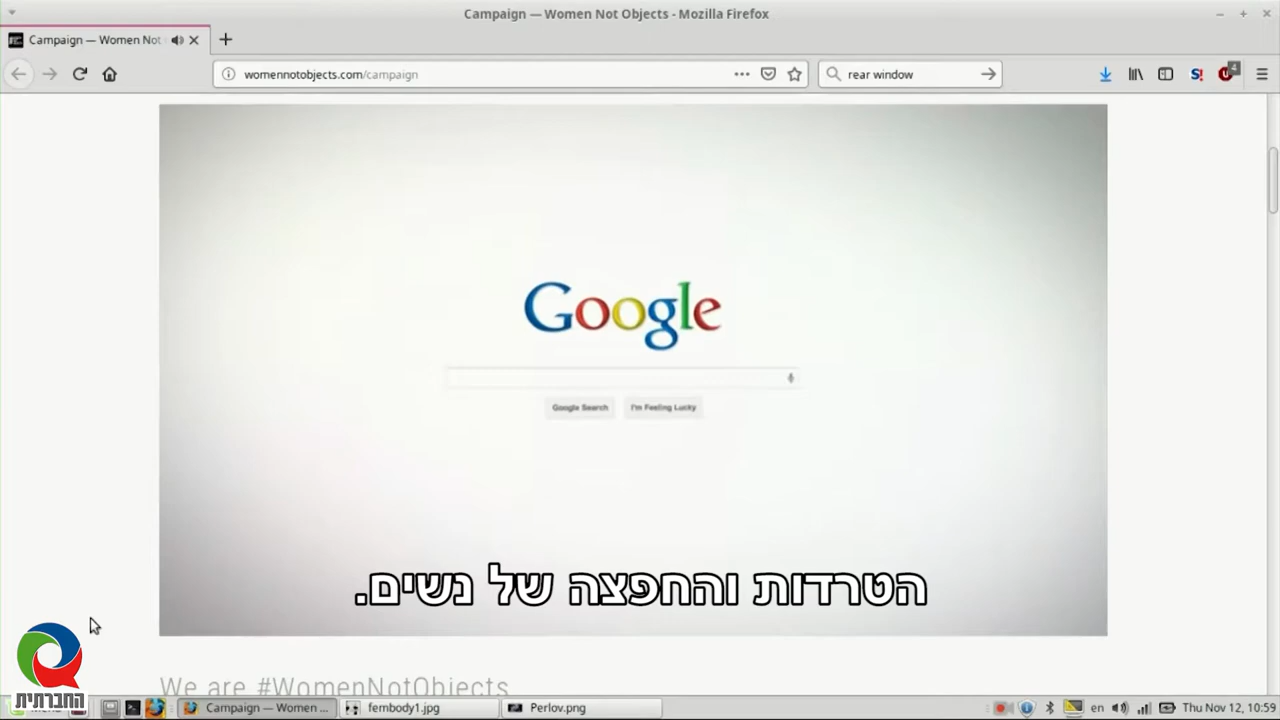 Campaign — Women Not Objects - Mozilla Firefox
Campaign — Women Not
womennotobjects.com/campaign
rear window
4
Google
Google Search
I'm Feeling Lucky
הטרדות והחפצה של נשים.
We are #WomenNotObjects
החברתית
Campaign — Women ...
fembody1.jpg
Perlov.png
en
Thu Nov 12, 10:59